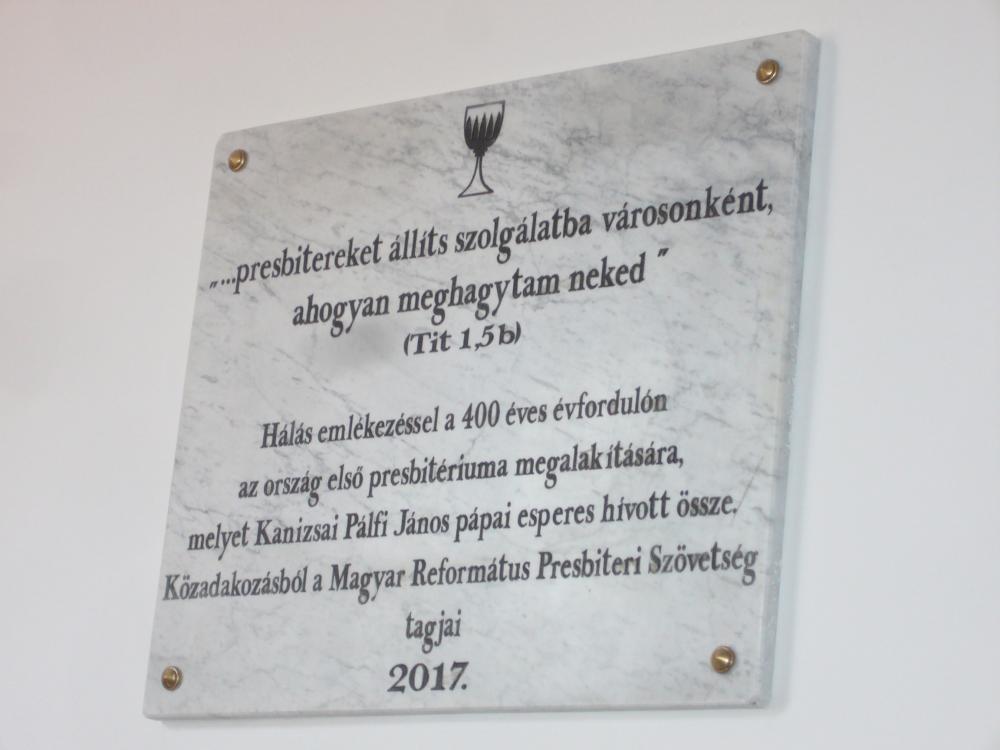 „...presbitereket állíts szolgálatba városonként,
ahogyan meghagytam neked ”
(Tit 1,5b)
Hálás emlékezéssel a 400 éves évfordulón
az ország első presbitériuma megalakítására,
melyet Kanizsai Pálfi János pápai esperes hívott össze.
Közadakozásból a Magyar Református Presbiteri Szövetség
tagjai
2017.